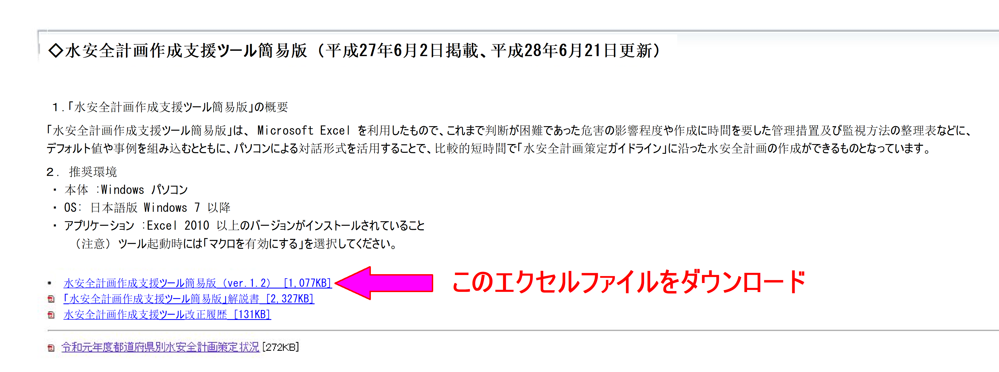 ◇水安全計画作成支援ツール簡易版（平成27年6月2日掲載、平成28年6月21日更新）
１．「水安全計画作成支援ツール簡易版」の概要
「水安全計画作成支援ツール簡易版」は、 Microsoft Excel を利用したもので、これまで判断が困難であった危害の影響程度や作成に時間を要した管理措置及び監視方法の整理表などに、
デフォルト値や事例を組み込むとともに、パソコンによる対話形式を活用することで、比較的短時間で「水安全計画策定ガイドライン」に沿った水安全計画の作成ができるものとなっています。
２． 推奨環境
・ 本体 :Windows パソコン
・ OS: 日本語版 Windows 7 以降
・ アプリケーション :Excel 2010 以上のバージョンがインストールされていること
（注意） ツール起動時には「マクロを有効にする」を選択してください。
• 水安全計画作成支援ツール簡易版（ver.1.2） [1,077KB] このエクセルファイルをダウンロード
「水安全計画作成支援ツール簡易版」解説書 [2,327KB]
水安全計画作成支援ツール改正履歴 [131KB]
令和元年度都道府県別水安全計画策定状況 [272KB]